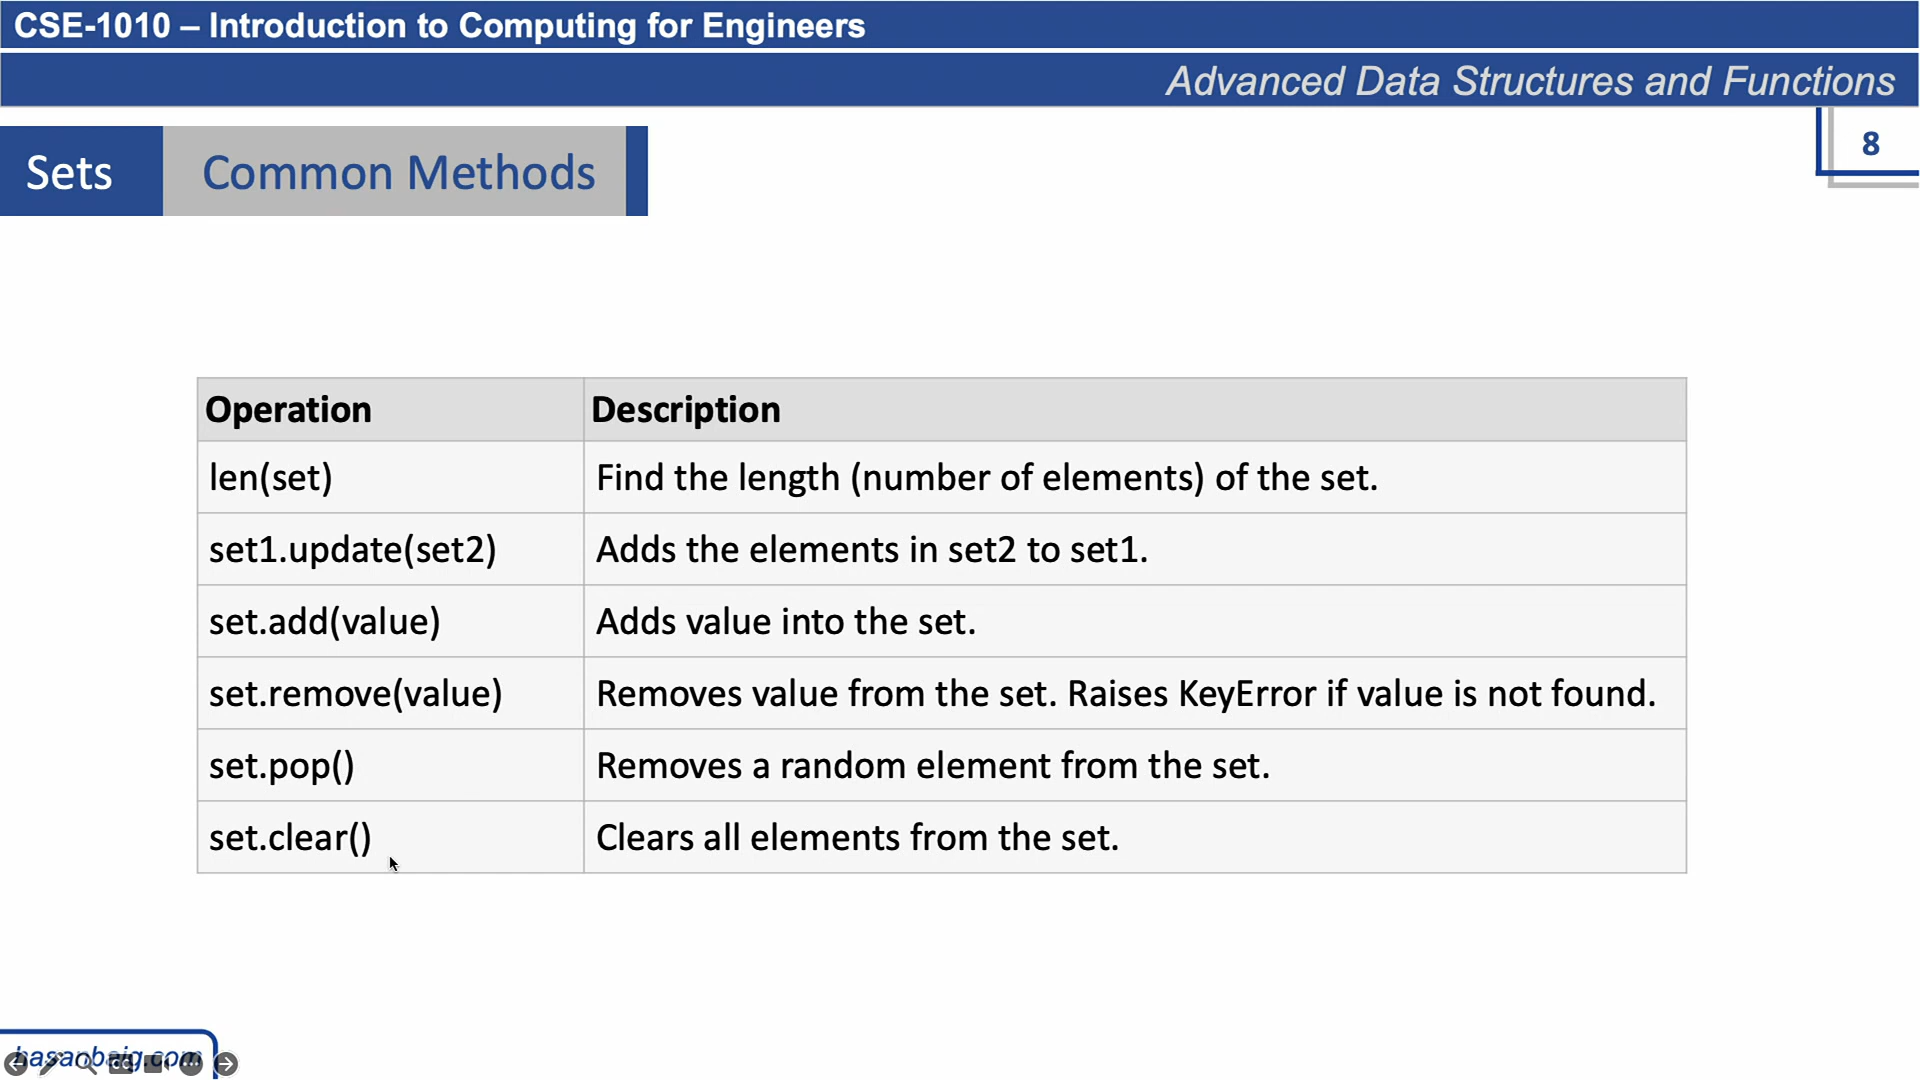 CSE-1010 – Introduction to Computing for Engineers
Advanced Data Structures and Functions
8
Sets Common Methods
Operation Description
len(set) Find the length (number of elements) of the set.
set1.update(set2) Adds the elements in set2 to set1.
set.add(value) Adds value into the set.
set.remove(value) Removes value from the set. Raises KeyError if value is not found.
set.pop() Removes a random element from the set.
set.clear() Clears all elements from the set.
hasanbaig.com